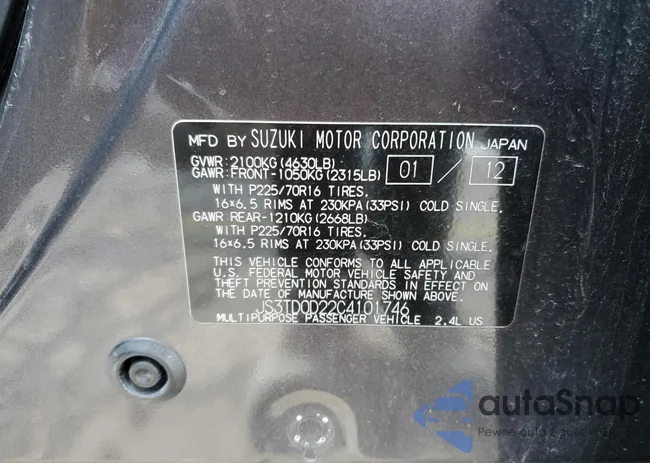 MFD BY SUZUKI MOTOR CORPORATION JAPAN
GVWR:2100KG(4630LB) 01 / 12
GAWR:FRONT-1050KG(2315LB)
WITH P225/70R16 TIRES,
16x6.5 RIMS AT 230KPA(33PSI) COLD SINGLE,
GAWR:REAR-1210KG(2668LB)
WITH P225/70R16 TIRES,
16x6.5 RIMS AT 230KPA(33PSI) COLD SINGLE.
THIS VEHICLE CONFORMS TO ALL APPLICABLE
U.S. FEDERAL MOTOR VEHICLE SAFETY AND
THEFT PREVENTION STANDARDS IN EFFECT ON
THE DATE OF MANUFACTURE SHOWN ABOVE.
JS3TD0D22C4101746
MULTIPURPOSE PASSENGER VEHICLE 2.4L US
autoSnap
Pewne auta z